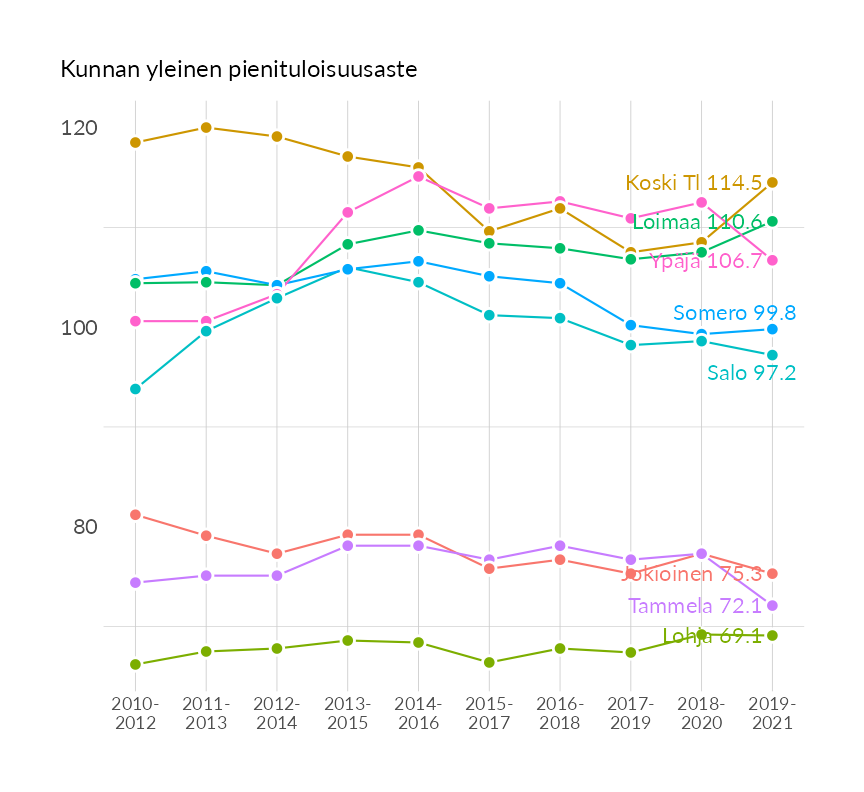 Kunnan yleinen pienituloisuusaste
120
Koski Tl 114.5
Loimaa 110.6
Ypäjä 106.7
Somero 99.8
100
Salo 97.2
80
Jokioinen 75.3
Tammela 72.1
Lohja 69.1
2010- 2011- 2012- 2013- 2014- 2015- 2016- 2017- 2018- 2019-
2012 2013 2014 2015 2016 2017 2018 2019 2020 2021